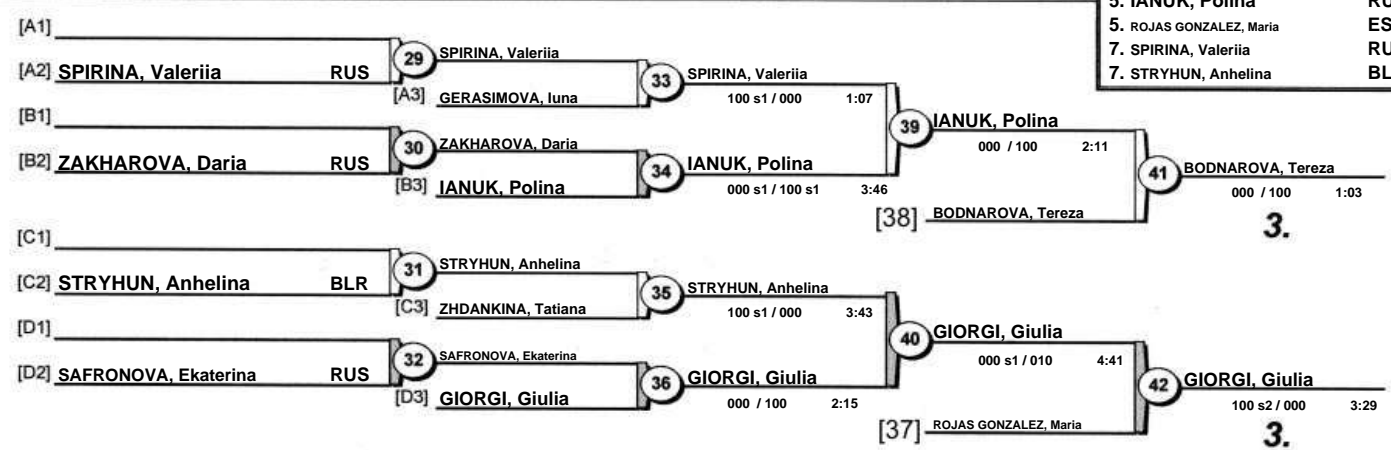 5. IANUK, Polina RU
5. ROJAS GONZALEZ, Maria ES
7. SPIRINA, Valeriia RU
7. STRYHUN, Anhelina BL
[A1]
[A2] SPIRINA, Valeriia RUS
29 SPIRINA, Valeriia
[A3] GERASIMOVA, Iuna
33 SPIRINA, Valeriia
100 s1 / 000 1:07
[B1]
[B2] ZAKHAROVA, Daria RUS
30 ZAKHAROVA, Daria
[B3] IANUK, Polina
34 IANUK, Polina
000 s1 / 100 s1 3:46
39 IANUK, Polina
000 / 100 2:11
[38] BODNAROVA, Tereza
41 BODNAROVA, Tereza
000 / 100 1:03
3.
[C1]
[C2] STRYHUN, Anhelina BLR
31 STRYHUN, Anhelina
[C3] ZHDANKINA, Tatiana
35 STRYHUN, Anhelina
100 s1 / 000 3:43
[D1]
[D2] SAFRONOVA, Ekaterina RUS
32 SAFRONOVA, Ekaterina
[D3] GIORGI, Giulia
36 GIORGI, Giulia
000 / 100 2:15
40 GIORGI, Giulia
000 s1 / 010 4:41
[37] ROJAS GONZALEZ, Maria
42 GIORGI, Giulia
100 s2 / 000 3:29
3.